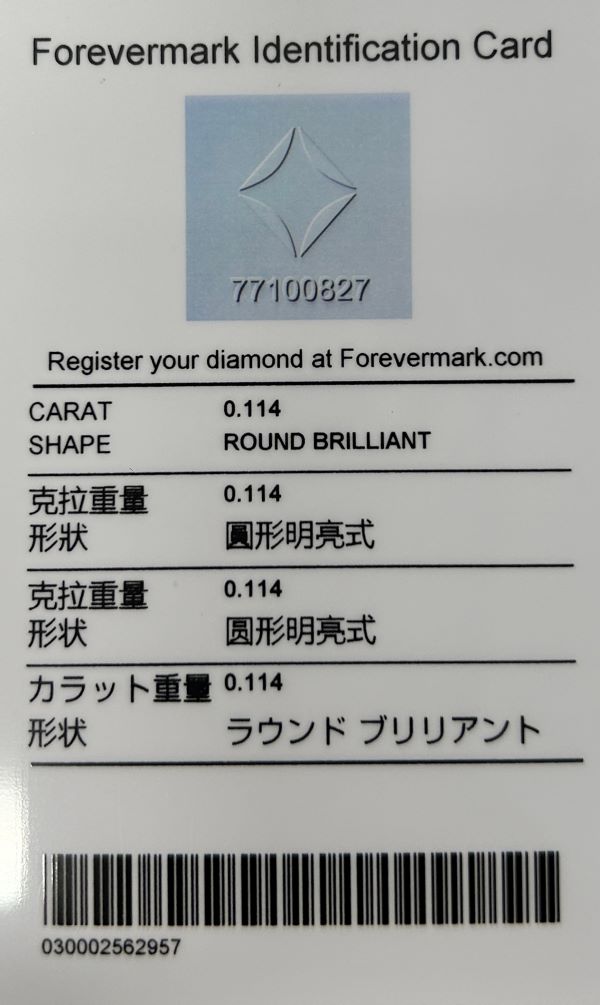 Forevermark Identification Card
77100827
Register your diamond at Forevermark.com
CARAT 0.114
SHAPE ROUND BRILLIANT
克拉重量 0.114
形狀 圓形明亮式
克拉重量 0.114
形状 圆形明亮式
カラット重量 0.114
形状 ラウンド ブリリアント
030002562957